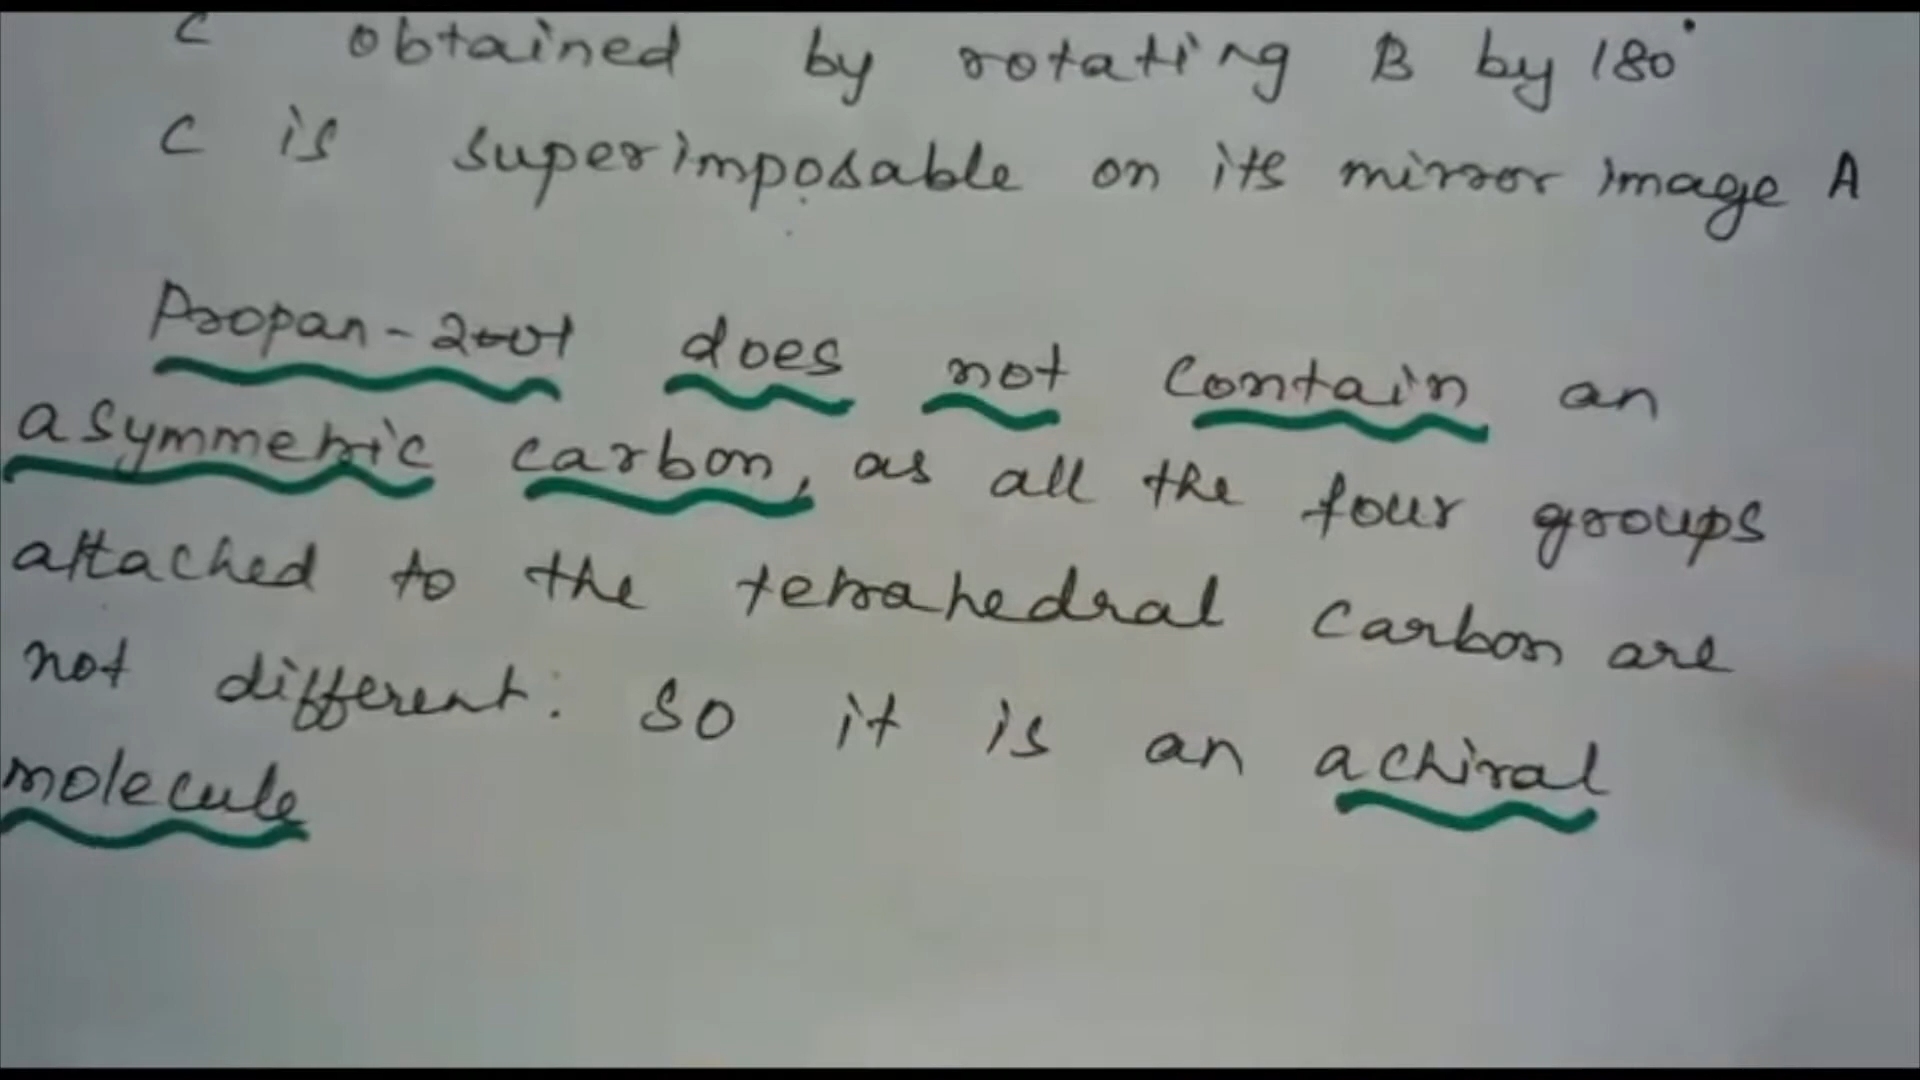 C obtained by rotating B by 180°
C is superimposable on its mirror image A
Propan-2-ol does not contain an
asymmetric carbon, as all the four groups
attached to the tetrahedral carbon are
not different. So it is an achiral
molecule